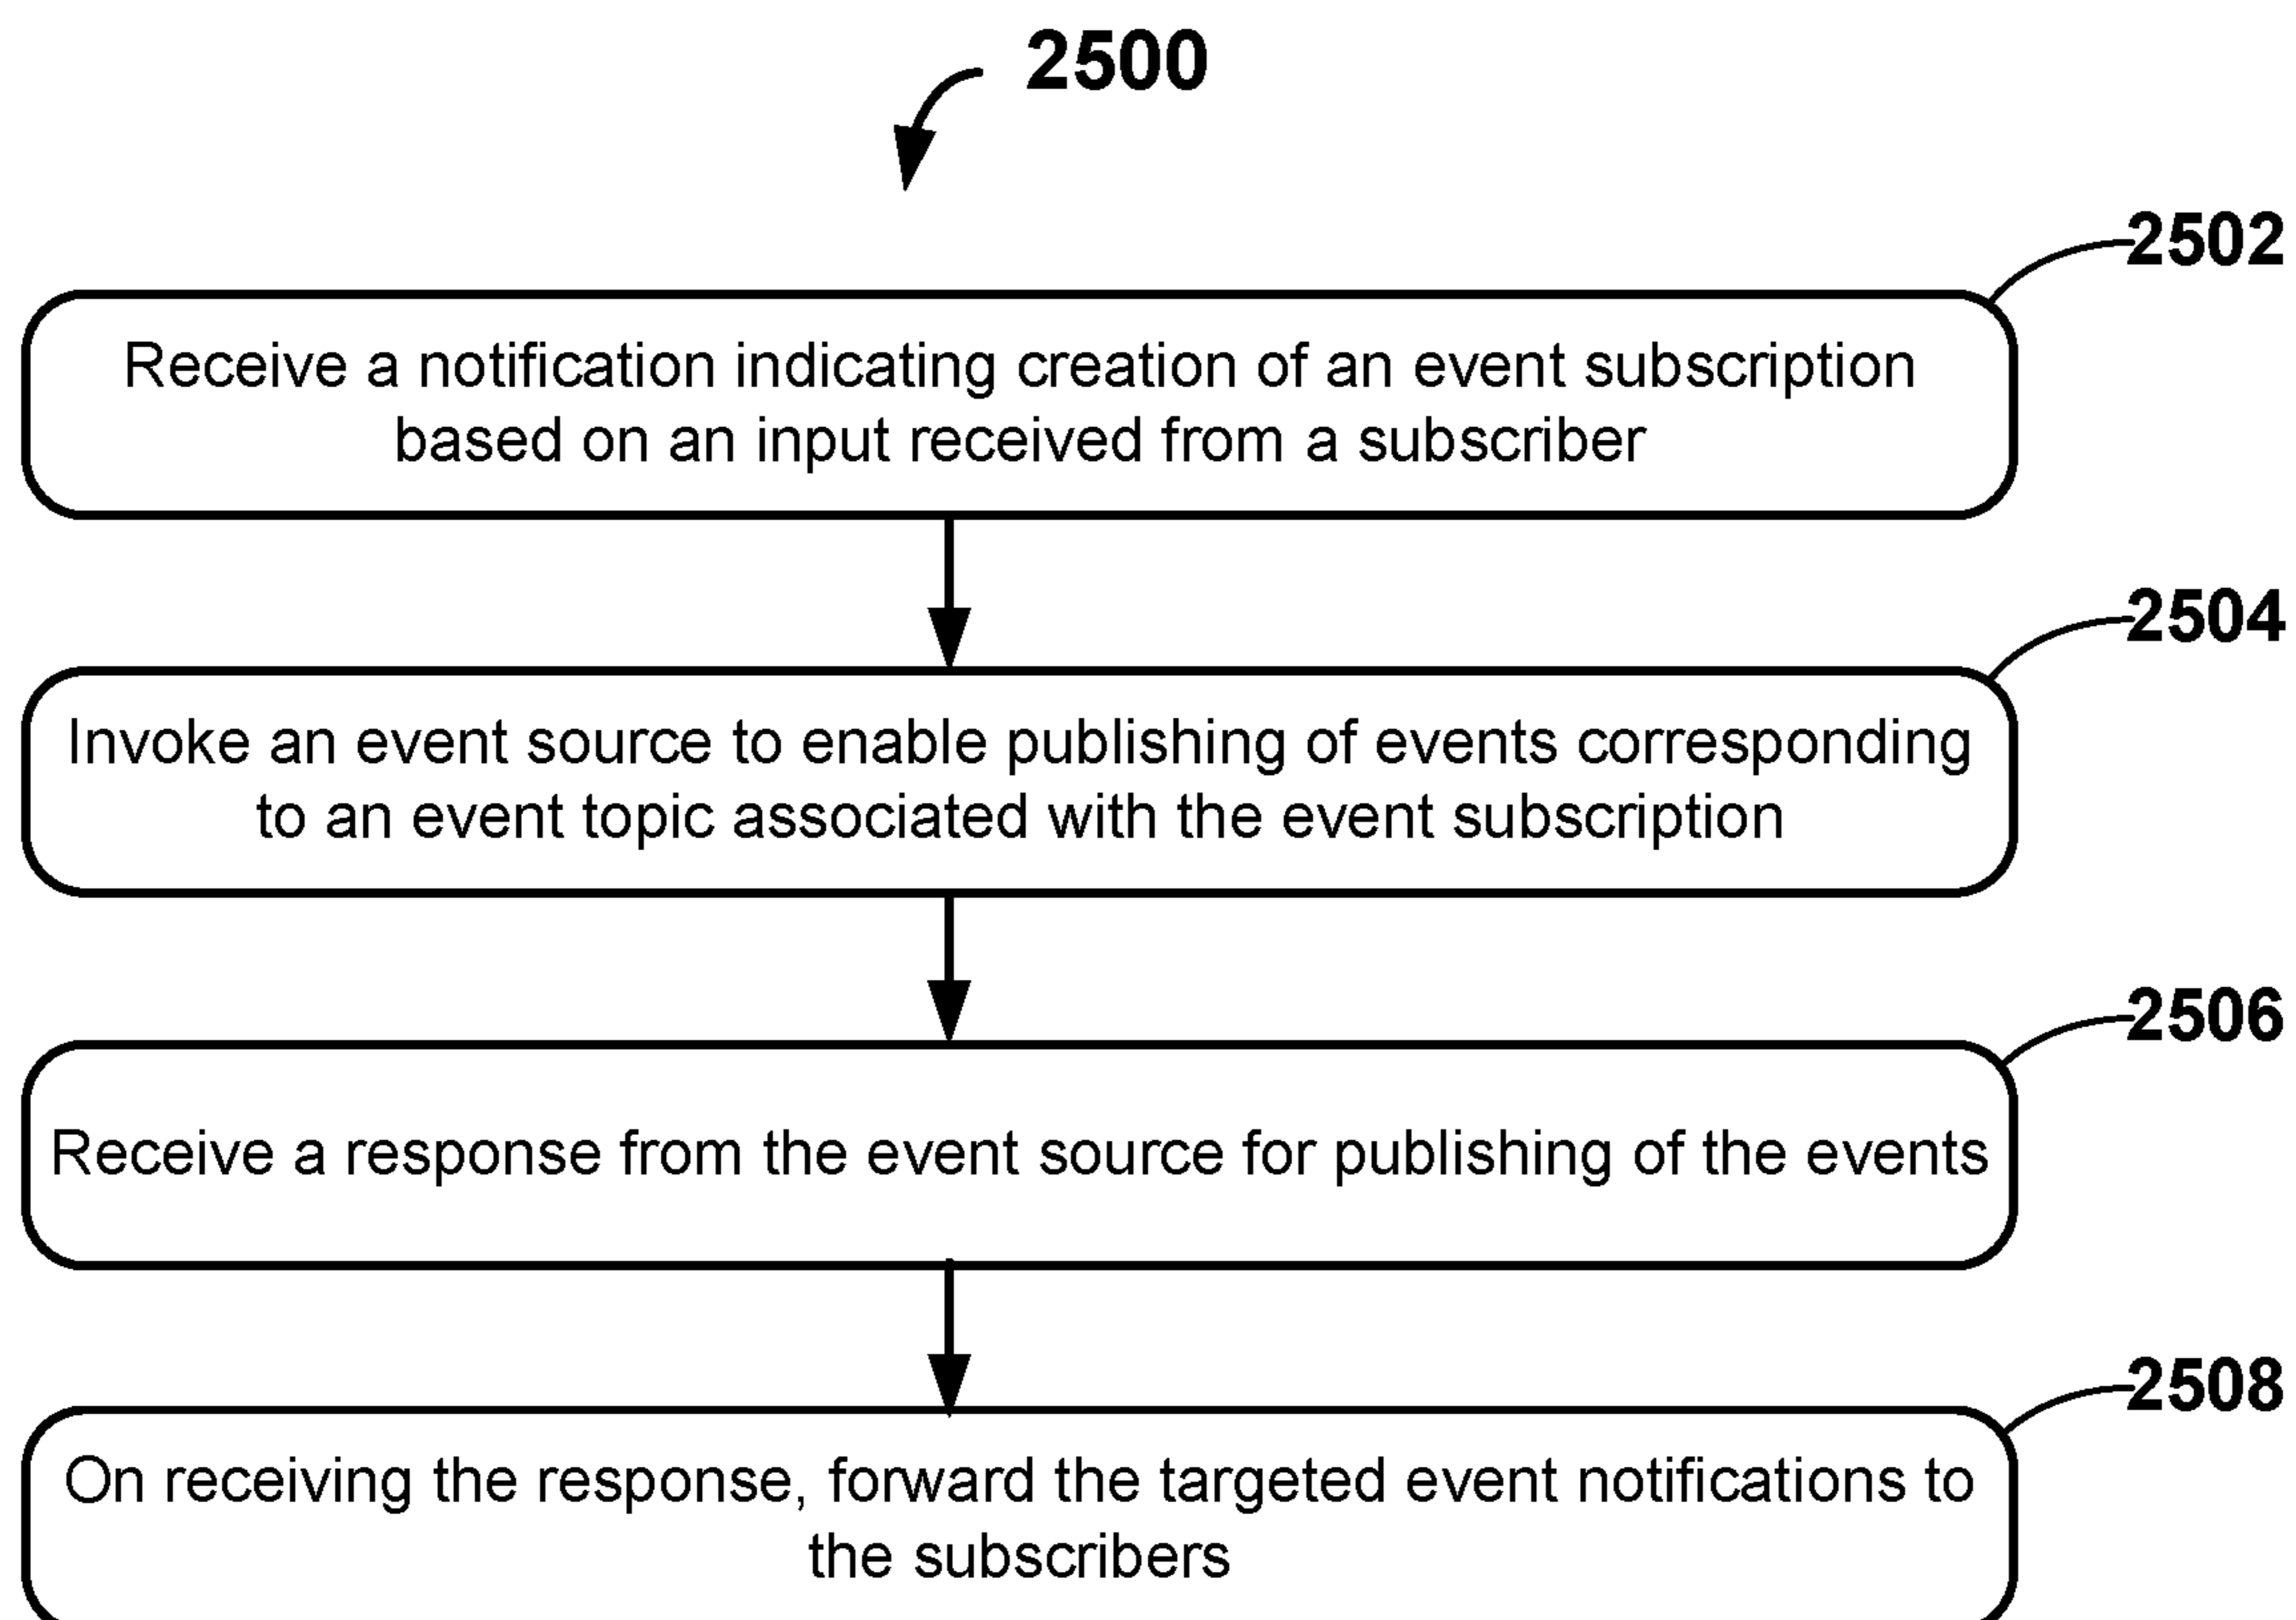 2500
2502
Receive a notification indicating creation of an event subscription
based on an input received from a subscriber
2504
Invoke an event source to enable publishing of events corresponding
to an event topic associated with the event subscription
2506
Receive a response from the event source for publishing of the events
2508
On receiving the response, forward the targeted event notifications to
the subscribers